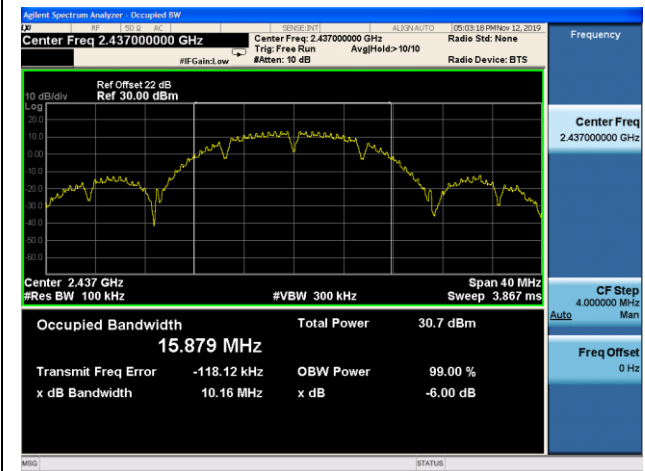 Agilent Spectrum Analyzer - Occupied BW
RF 50 Ω AC SENSE:INT ALIGN AUTO 05:03:18 PM Nov 12, 2019
Center Freq 2.437000000 GHz Center Freq: 2.437000000 GHz Radio Std: None
Trig: Free Run Avg|Hold:> 10/10
#IFGain:Low #Atten: 10 dB Radio Device: BTS
Ref Offset 22 dB
10 dB/div Ref 30.00 dBm
Log
20.0
10.0
0.00
-10.0
-20.0
-30.0
-40.0
-50.0
-60.0
Center 2.437 GHz Span 40 MHz
#Res BW 100 kHz #VBW 300 kHz Sweep 3.867 ms
Occupied Bandwidth Total Power 30.7 dBm
15.879 MHz
Transmit Freq Error -118.12 kHz OBW Power 99.00 %
x dB Bandwidth 10.16 MHz x dB -6.00 dB
MSG STATUS
Frequency
Center Freq
2.437000000 GHz
CF Step
4.000000 MHz
Auto Man
Freq Offset
0 Hz